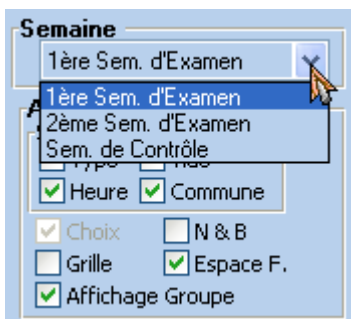 Semaine
1ère Sem. d'Examen
1ère Sem. d'Examen
2ème Sem. d'Examen
Sem. de Contrôle
Heure Commune
Choix N & B
Grille Espace F.
Affichage Groupe